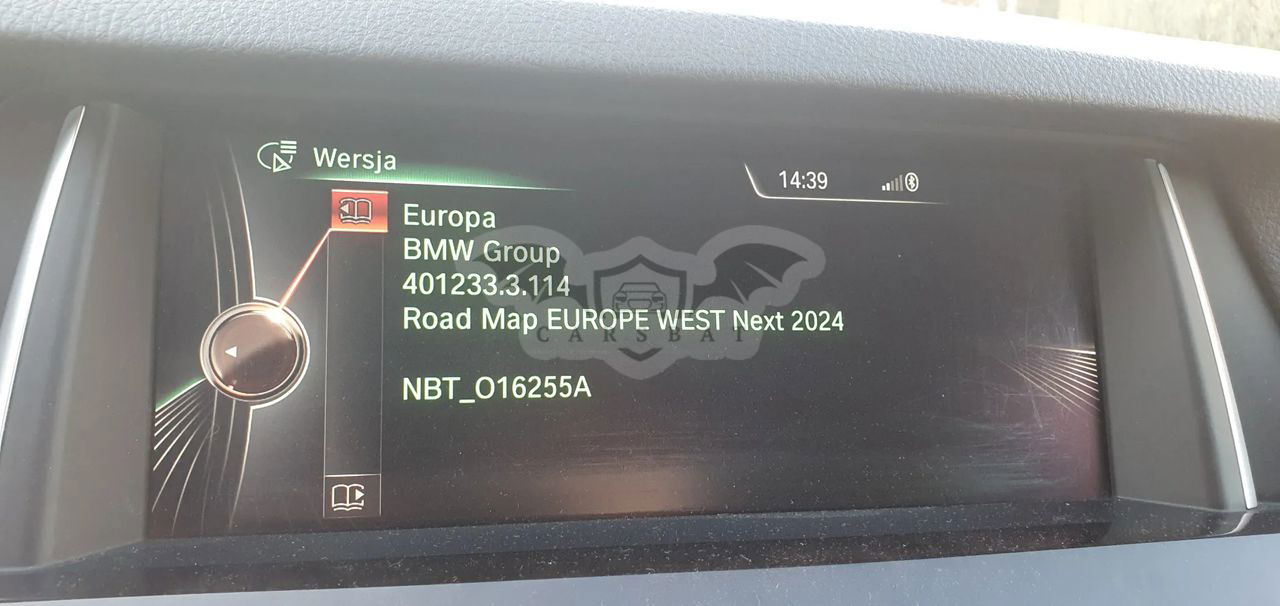 Wersja
14:39
Europa
BMW Group
401233.3.114
Road Map EUROPE WEST Next 2024
CARSBAT
NBT_O16255A